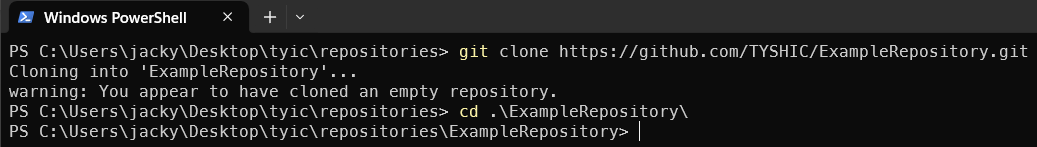 Windows PowerShell
PS C:\Users\jacky\Desktop\tyic\repositories> git clone https://github.com/TYSHIC/ExampleRepository.git
Cloning into 'ExampleRepository'...
warning: You appear to have cloned an empty repository.
PS C:\Users\jacky\Desktop\tyic\repositories> cd .\ExampleRepository\
PS C:\Users\jacky\Desktop\tyic\repositories\ExampleRepository>